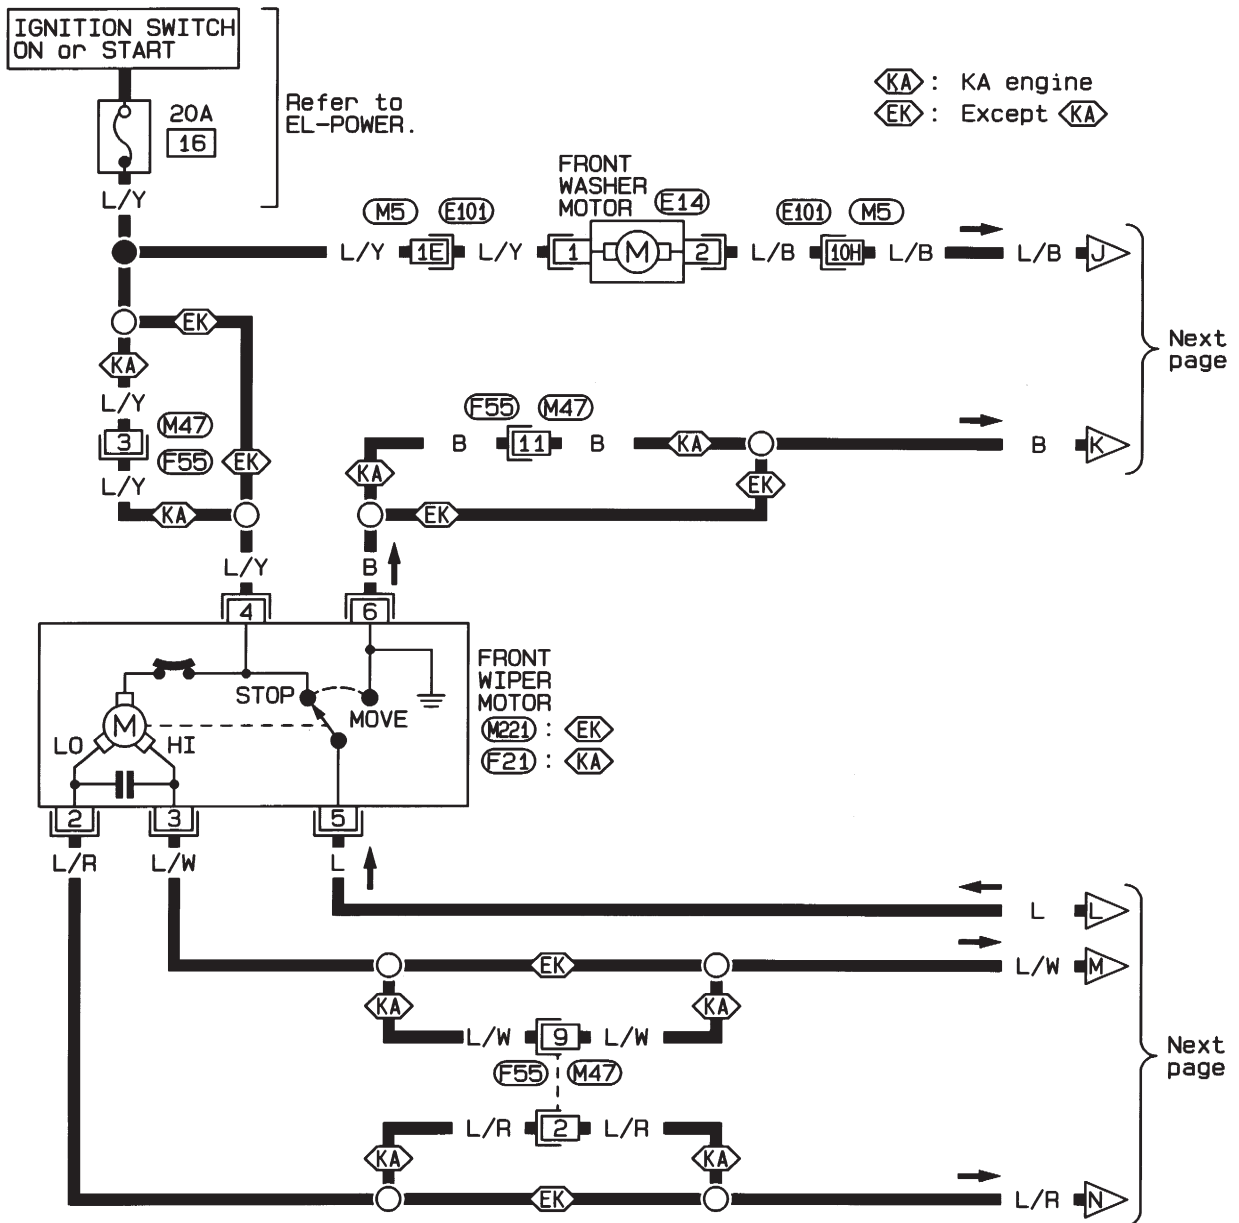 IGNITION SWITCH
ON or START
20A
16
Refer to
EL-POWER.
KA : KA engine
EK : Except KA
L/Y
FRONT
WASHER
MOTOR
E14
M5
E101
E101
M5
L/Y
1E
L/Y
1
M
2
L/B
10H
L/B
L/B
J
EK
KA
L/Y
M47
3
F55
L/Y
EK
KA
Next
page
F55
M47
B
11
B
KA
B
K
KA
EK
EK
L/Y
B
4
6
STOP
MOVE
M
LO
HI
FRONT
WIPER
MOTOR
M221 : EK
F21 : KA
2
3
5
L/R
L/W
L
L
L
EK
L/W
M
KA
KA
L/W
9
L/W
F55
M47
Next
page
L/R
2
L/R
KA
KA
EK
L/R
N